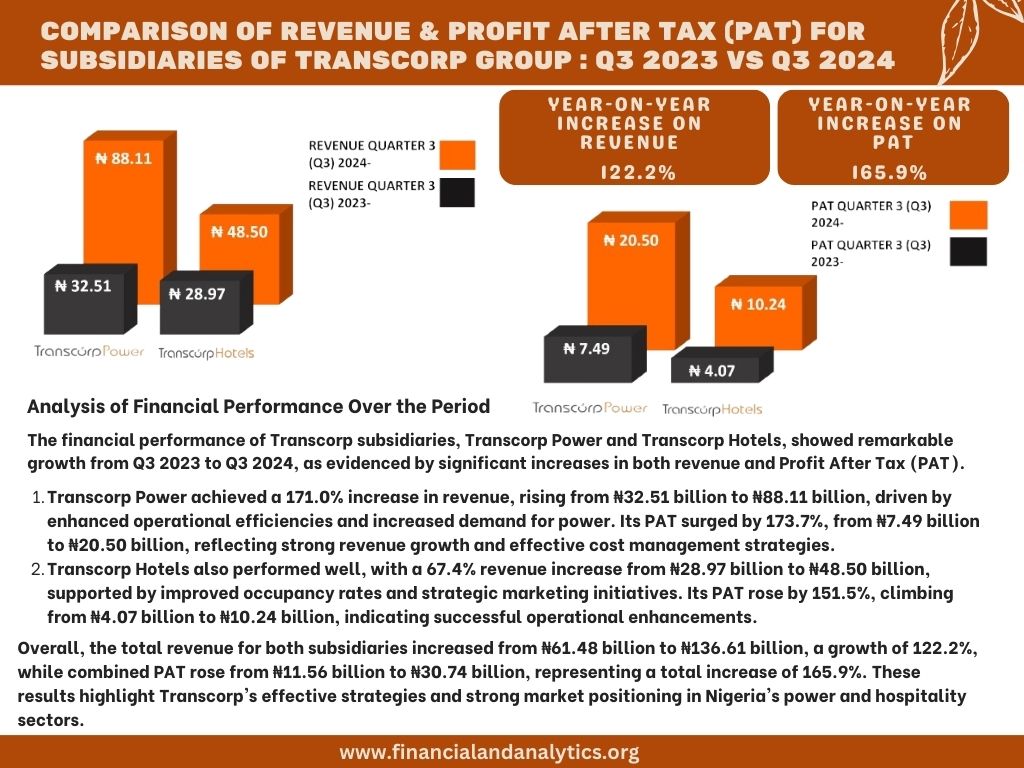 COMPARISON OF REVENUE & PROFIT AFTER TAX (PAT) FOR
SUBSIDIARIES OF TRANSCORP GROUP : Q3 2023 VS Q3 2024
YEAR-ON-YEAR
INCREASE ON
REVENUE
122.2%
YEAR-ON-YEAR
INCREASE ON
PAT
165.9%
REVENUE QUARTER 3
(Q3) 2024-
REVENUE QUARTER 3
(Q3) 2023-
₦ 88.11
₦ 48.50
₦ 32.51
₦ 28.97
TranscorpPower
TranscorpHotels
PAT QUARTER 3 (Q3)
2024-
PAT QUARTER 3 (Q3)
2023-
₦ 20.50
₦ 10.24
₦ 7.49
₦ 4.07
TranscorpPower
TranscorpHotels
Analysis of Financial Performance Over the Period
The financial performance of Transcorp subsidiaries, Transcorp Power and Transcorp Hotels, showed remarkable
growth from Q3 2023 to Q3 2024, as evidenced by significant increases in both revenue and Profit After Tax (PAT).
1. Transcorp Power achieved a 171.0% increase in revenue, rising from ₦32.51 billion to ₦88.11 billion, driven by
enhanced operational efficiencies and increased demand for power. Its PAT surged by 173.7%, from ₦7.49 billion
to ₦20.50 billion, reflecting strong revenue growth and effective cost management strategies.
2. Transcorp Hotels also performed well, with a 67.4% revenue increase from ₦28.97 billion to ₦48.50 billion,
supported by improved occupancy rates and strategic marketing initiatives. Its PAT rose by 151.5%, climbing
from ₦4.07 billion to ₦10.24 billion, indicating successful operational enhancements.
Overall, the total revenue for both subsidiaries increased from ₦61.48 billion to ₦136.61 billion, a growth of 122.2%,
while combined PAT rose from ₦11.56 billion to ₦30.74 billion, representing a total increase of 165.9%. These
results highlight Transcorp's effective strategies and strong market positioning in Nigeria's power and hospitality
sectors.
www.financialandanalytics.org